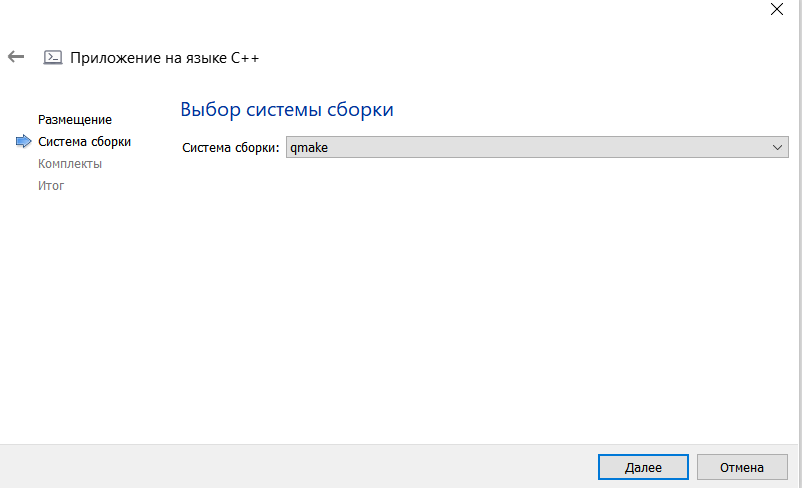 Приложение на языке C++
Размещение
Система сборки
Комплекты
Итог
Выбор системы сборки
Система сборки: qmake
Далее
Отмена